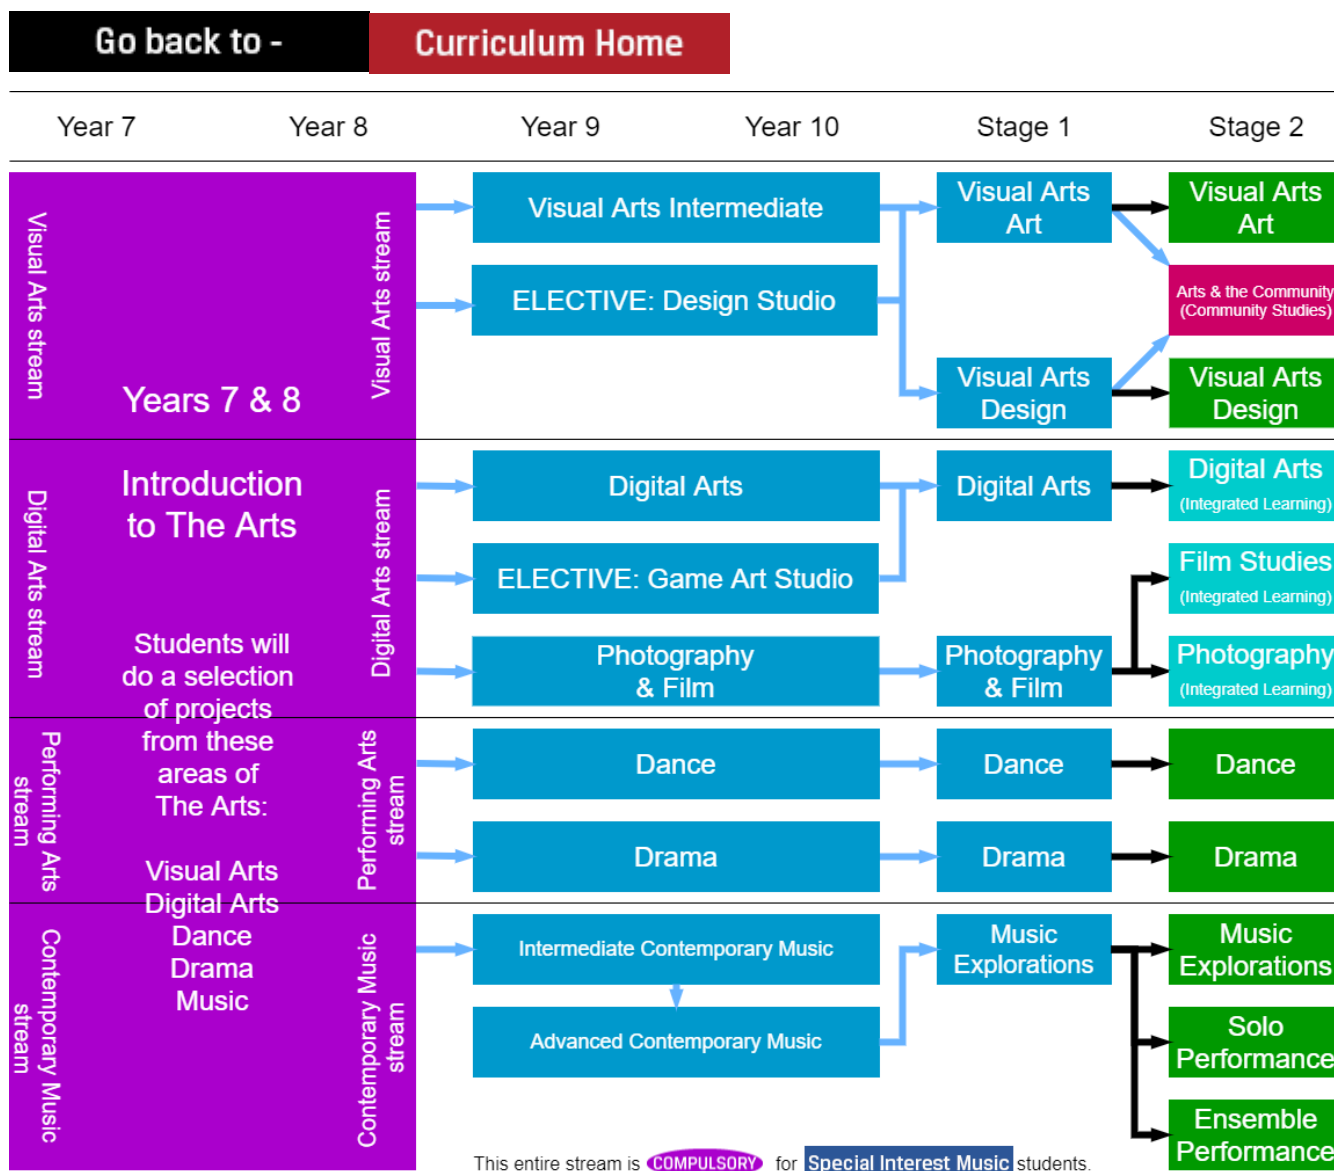 Go back to -
Curriculum Home
Year 7
Year 8
Year 9
Year 10
Stage 1
Stage 2
Visual Arts stream
Digital Arts stream
Performing Arts
stream
Contemporary Music
stream
Years 7 & 8
Introduction
to The Arts
Students will
do a selection
of projects
from these
areas of
The Arts:
Visual Arts
Digital Arts
Dance
Drama
Music
Visual Arts stream
Digital Arts stream
Performing Arts
stream
Contemporary Music
stream
Visual Arts Intermediate
Visual Arts
Art
Visual Arts
Art
ELECTIVE: Design Studio
Arts & the Community
(Community Studies)
Visual Arts
Design
Visual Arts
Design
Digital Arts
Digital Arts
Digital Arts
(Integrated Learning)
ELECTIVE: Game Art Studio
Film Studies
(Integrated Learning)
Photography
& Film
Photography
& Film
Photography
(Integrated Learning)
Dance
Dance
Dance
Drama
Drama
Drama
Intermediate Contemporary Music
Music
Explorations
Music
Explorations
Advanced Contemporary Music
Solo
Performance
Ensemble
Performance
This entire stream is COMPULSORY for Special Interest Music students.